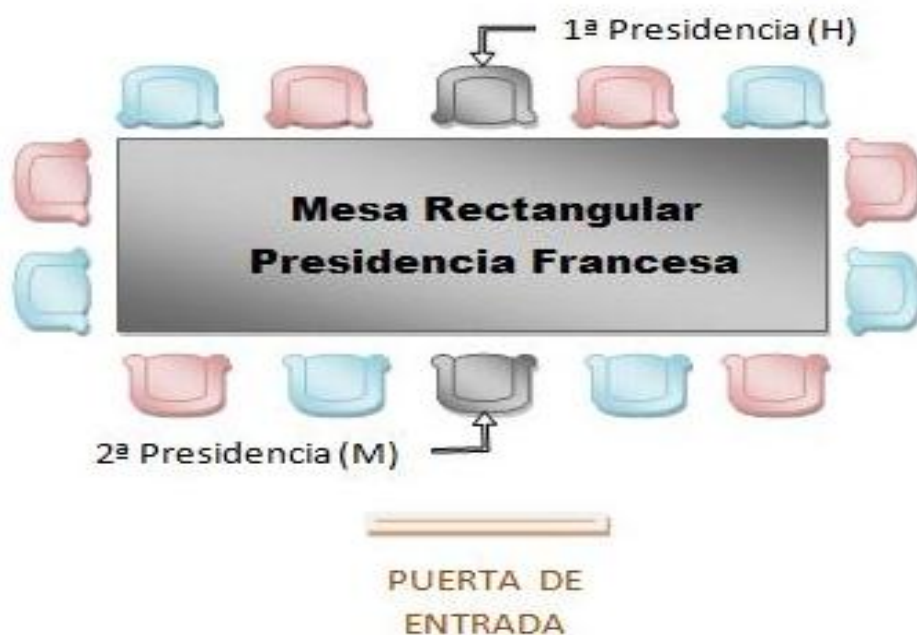 1ª Presidencia (H)
Mesa Rectangular
Presidencia Francesa
2ª Presidencia (M)
PUERTA DE
ENTRADA